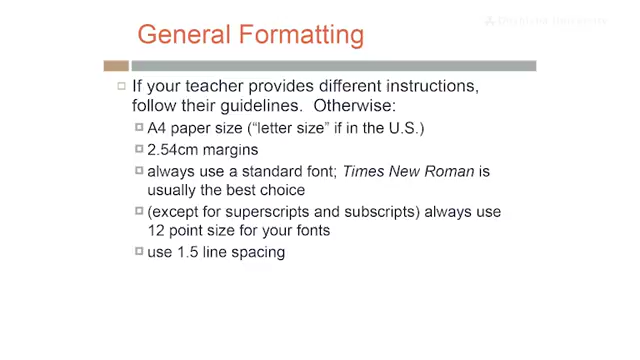 General Formatting
If your teacher provides different instructions,
follow their guidelines. Otherwise:
A4 paper size ("letter size" if in the U.S.)
2.54cm margins
always use a standard font; Times New Roman is
usually the best choice
(except for superscripts and subscripts) always use
12 point size for your fonts
use 1.5 line spacing